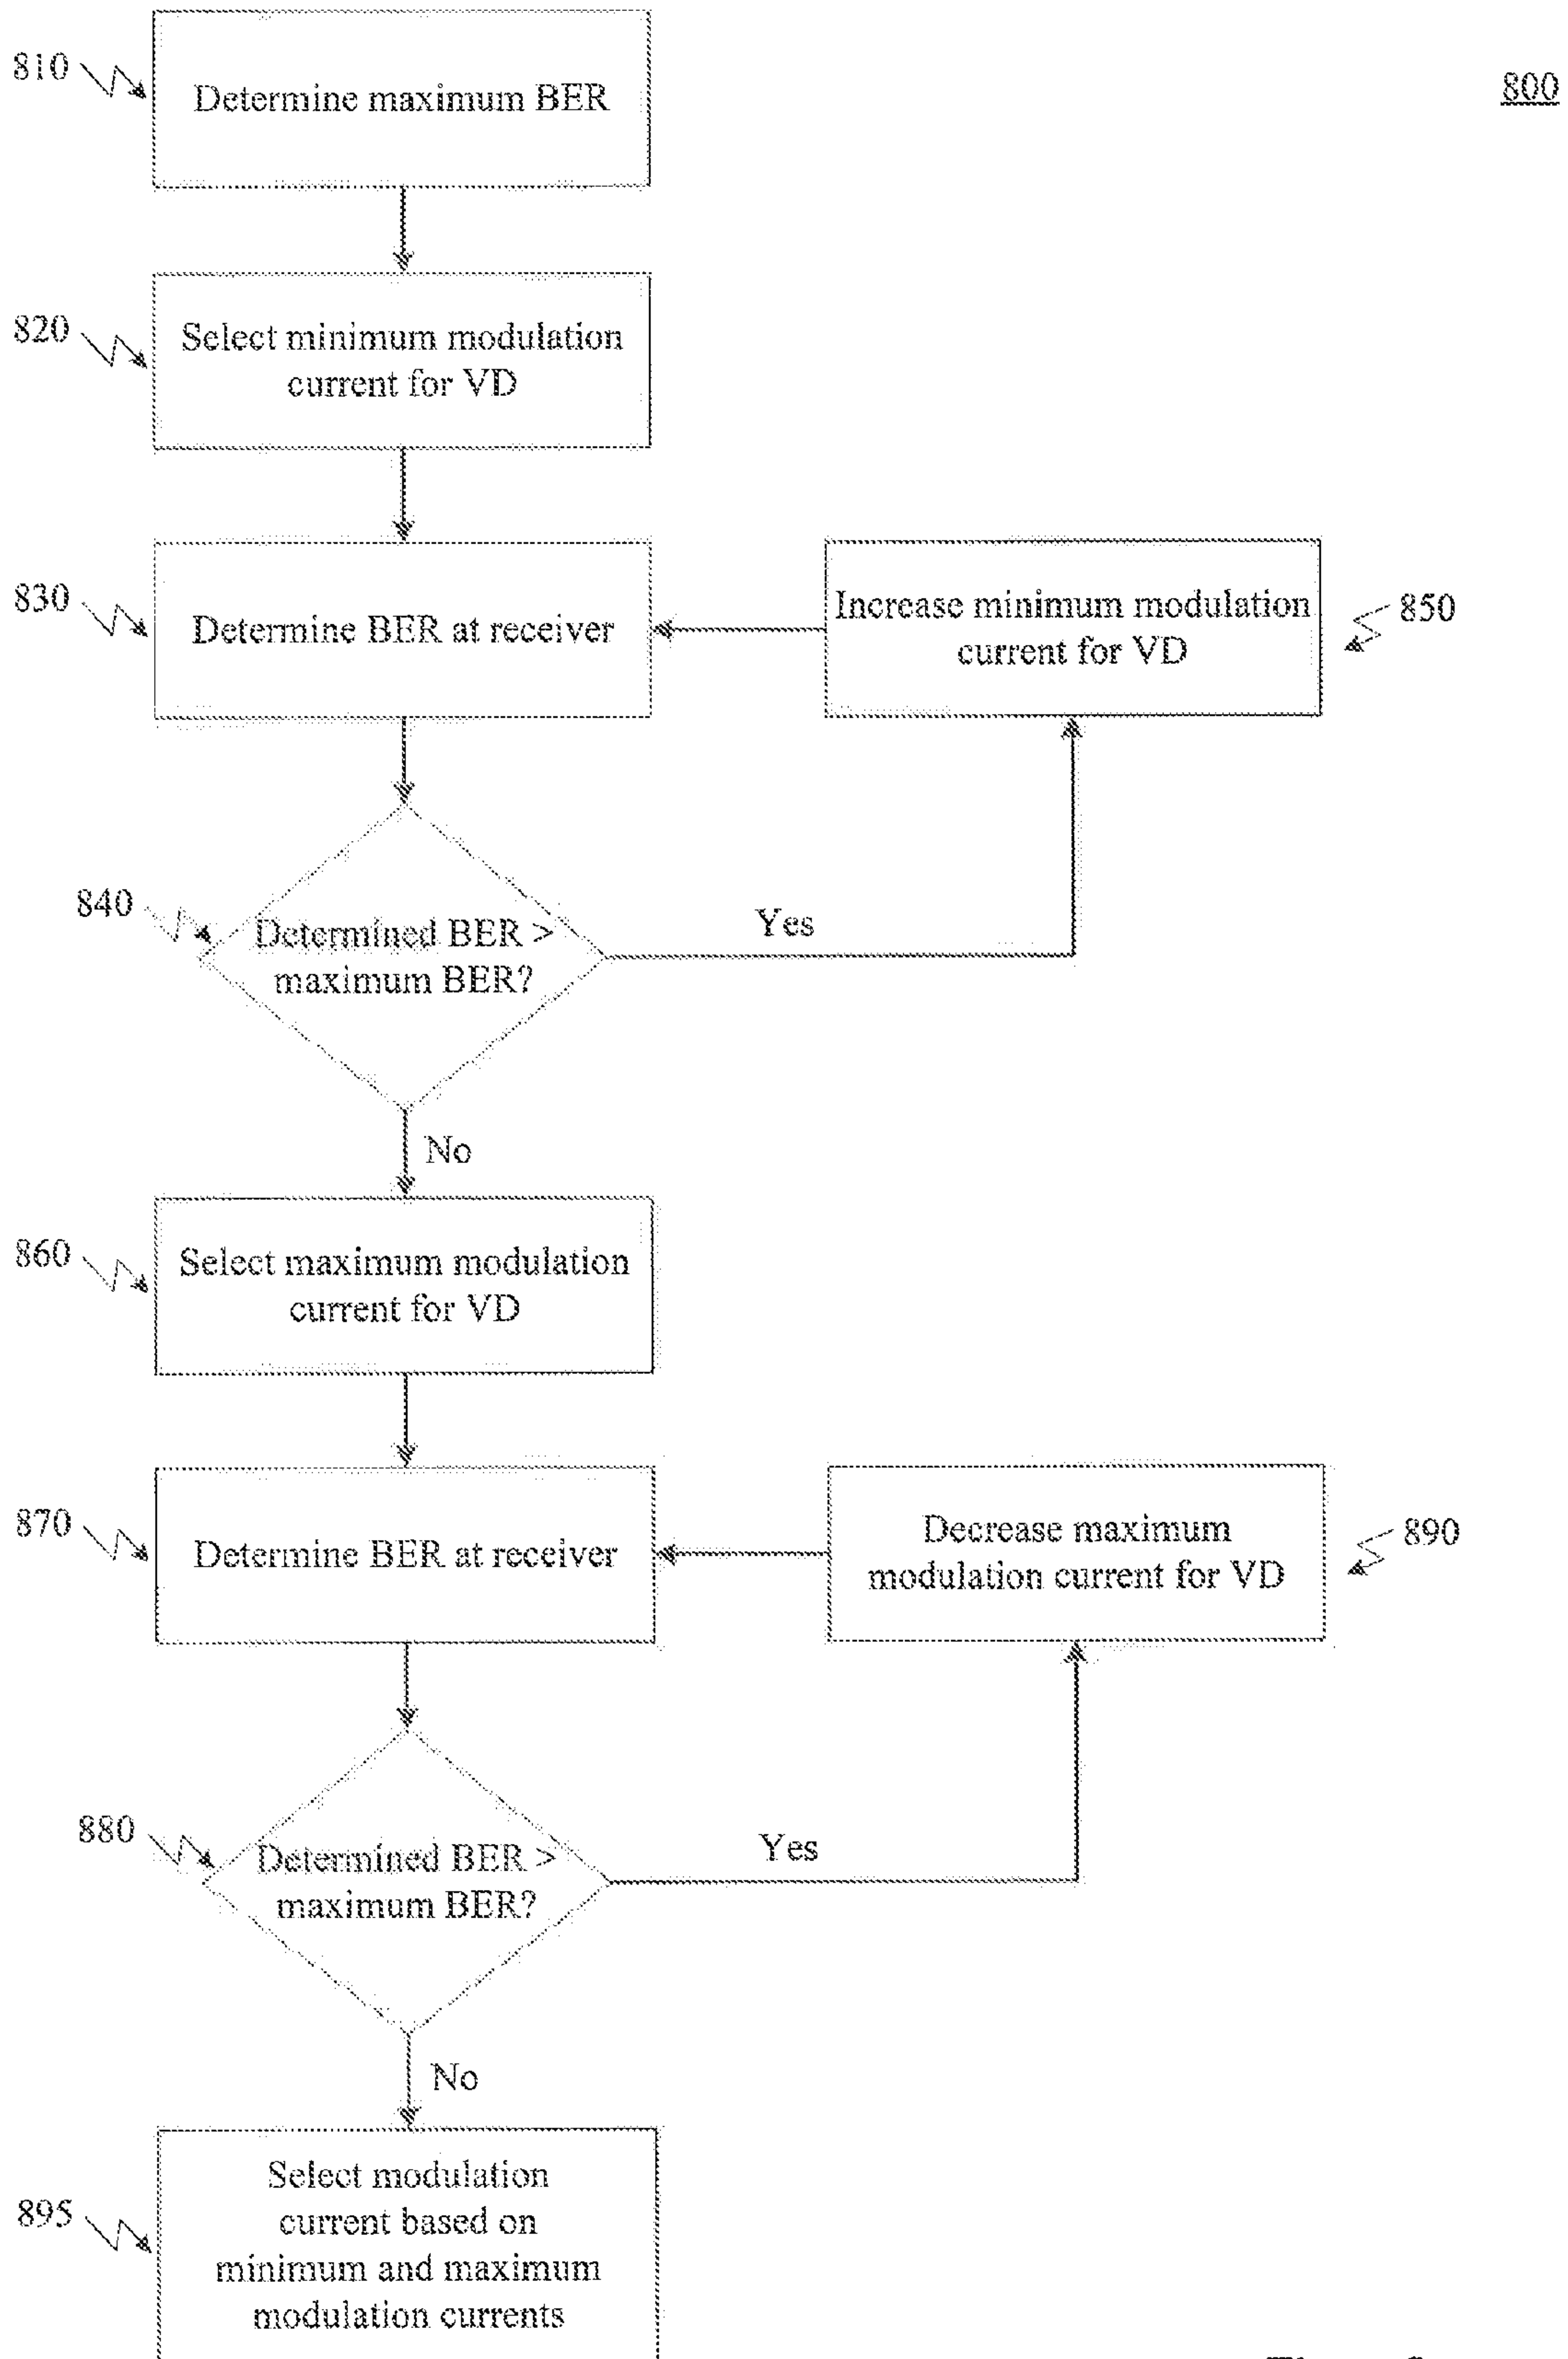 810
Determine maximum BER
800
820
Select minimum modulation
current for VD
830
Determine BER at receiver
Increase minimum modulation
current for VD
850
840
Determined BER >
maximum BER?
Yes
No
860
Select maximum modulation
current for VD
870
Determine BER at receiver
Decrease maximum
modulation current for VD
890
880
Determined BER >
maximum BER?
Yes
No
895
Select modulation
current based on
minimum and maximum
modulation currents